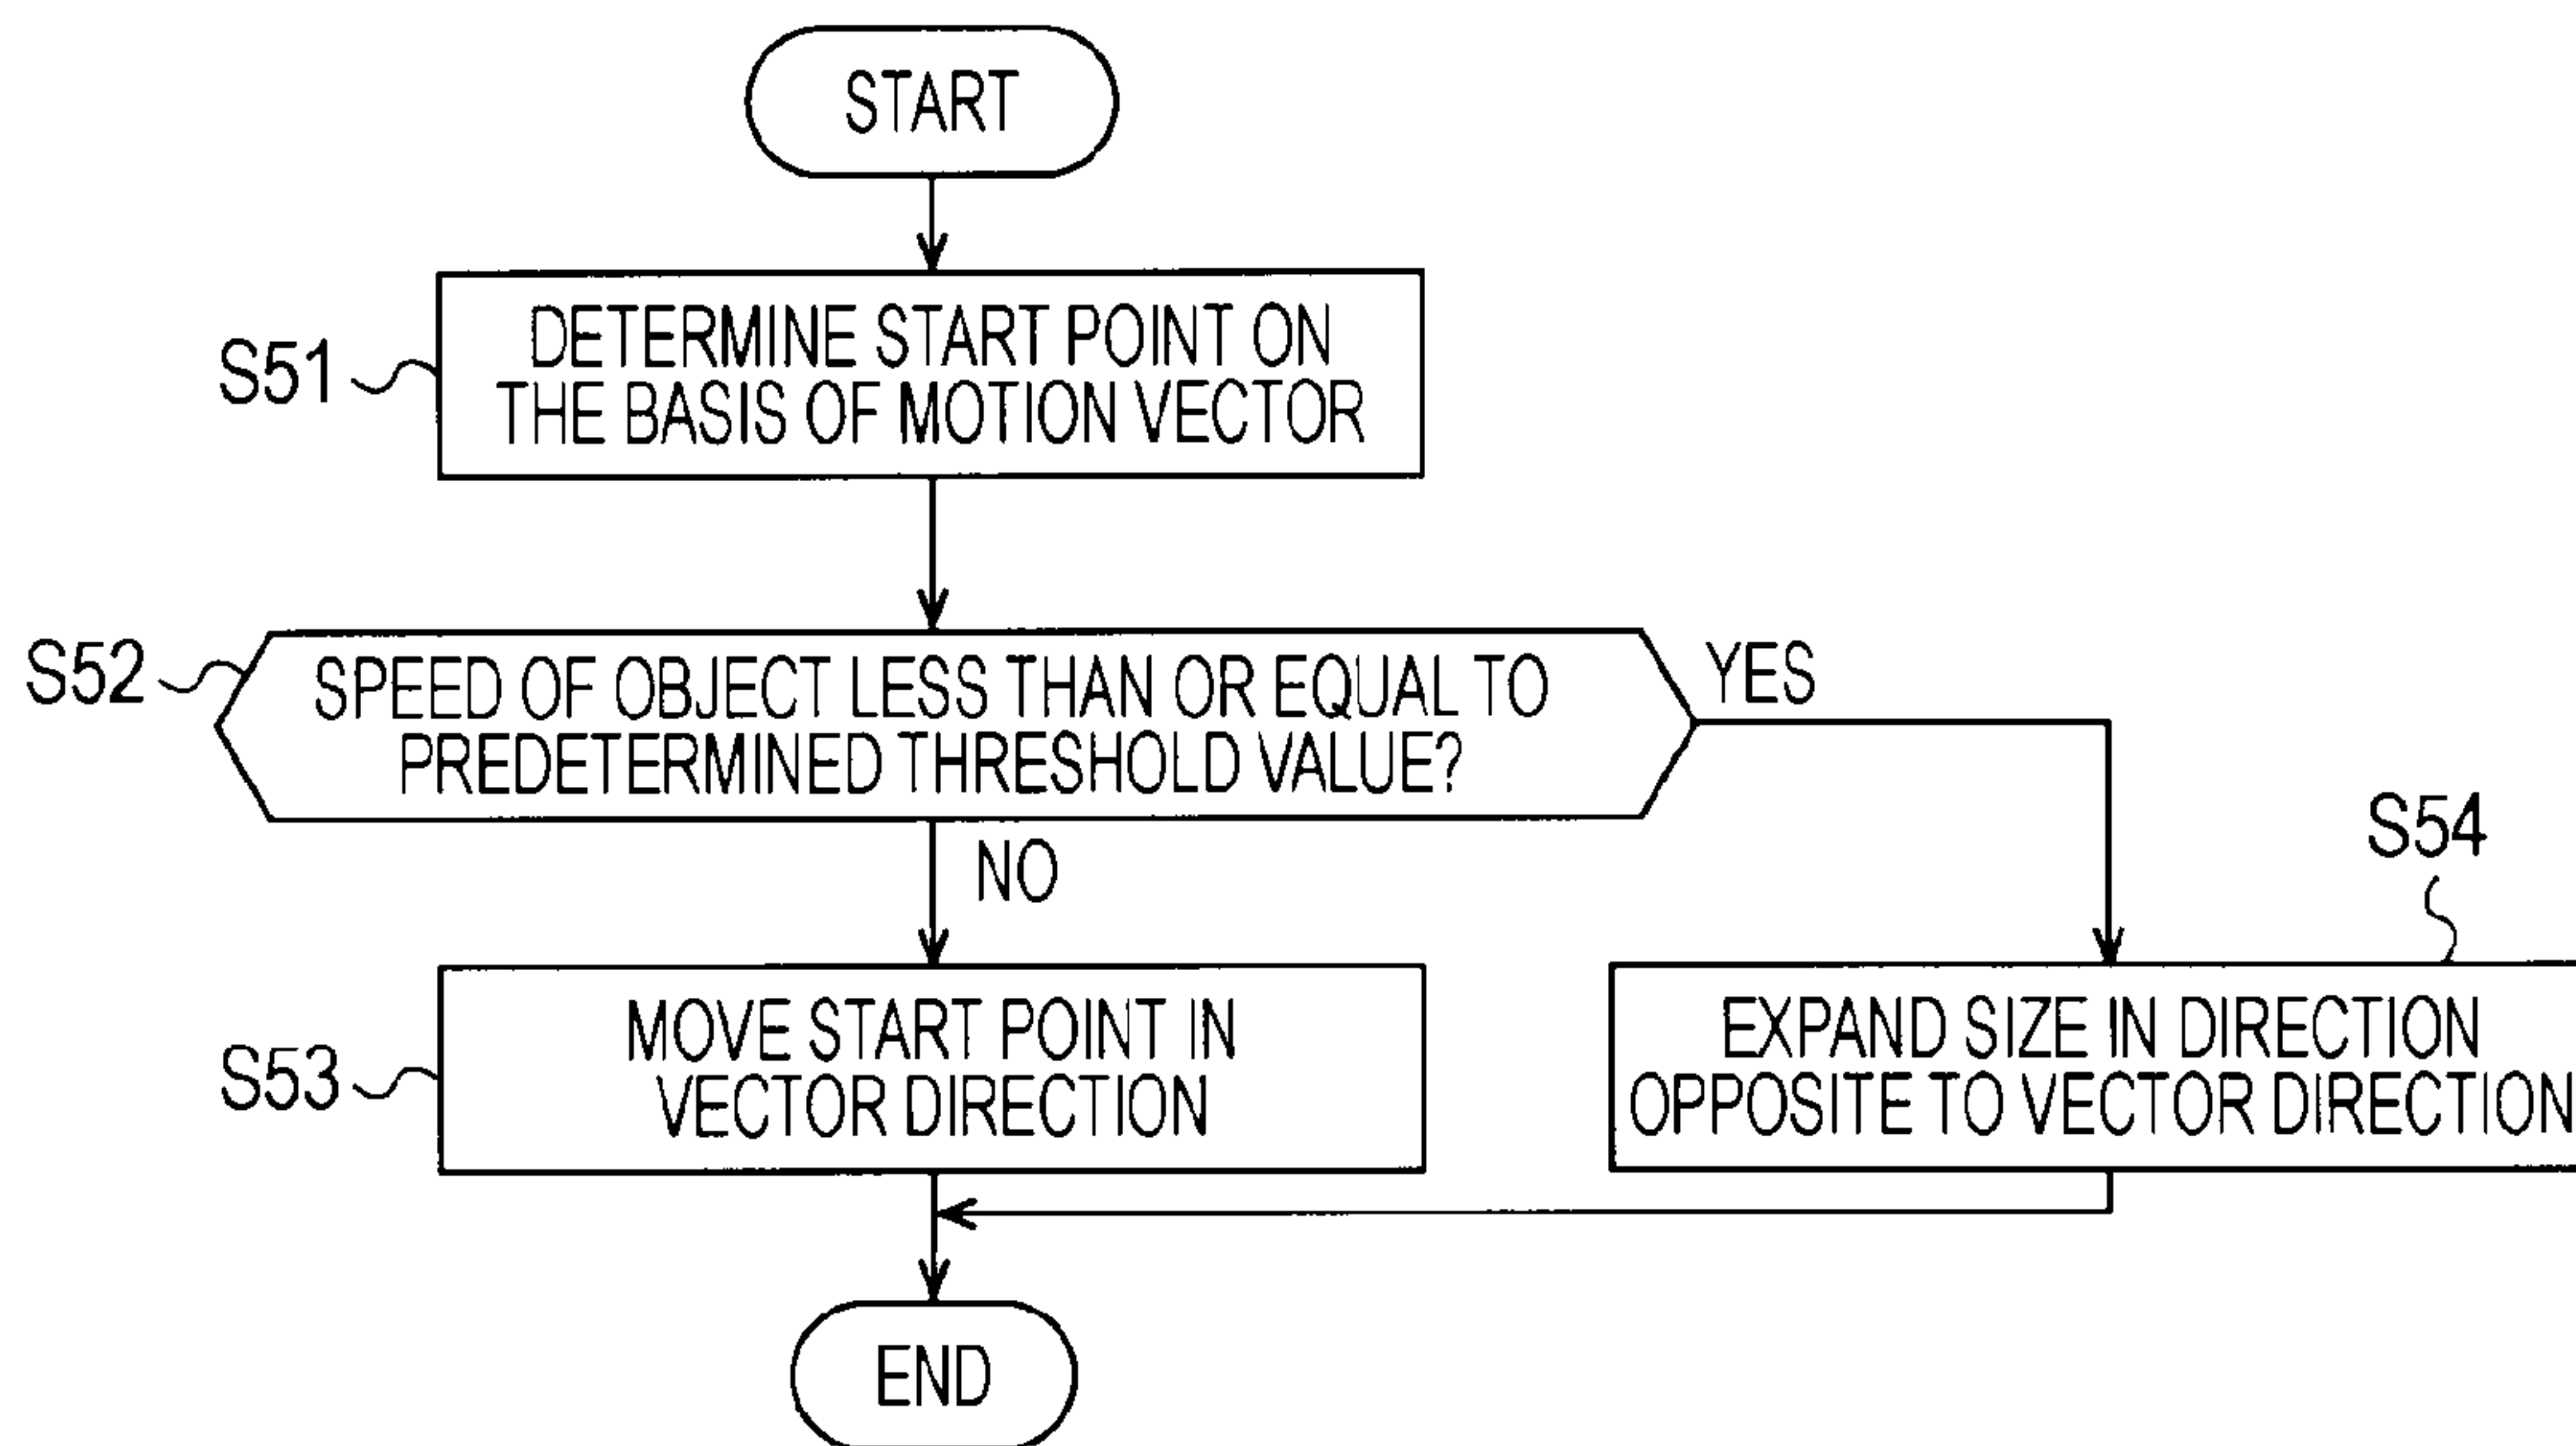 START
S51
DETERMINE START POINT ON
THE BASIS OF MOTION VECTOR
S52
SPEED OF OBJECT LESS THAN OR EQUAL TO
PREDETERMINED THRESHOLD VALUE?
YES
NO
S54
S53
MOVE START POINT IN
VECTOR DIRECTION
EXPAND SIZE IN DIRECTION
OPPOSITE TO VECTOR DIRECTION
END